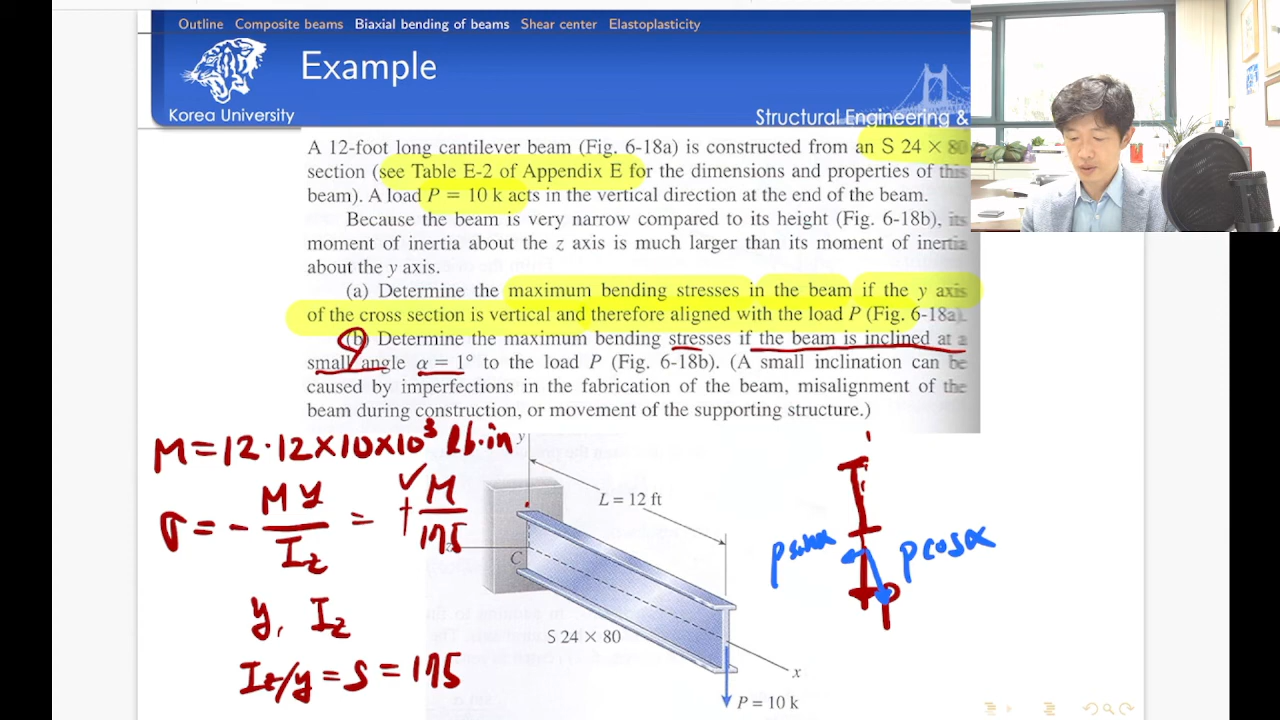 Outline Composite beams Biaxial bending of beams Shear center Elastoplasticity
Example
Korea University
Structural Engineering &
A 12-foot long cantilever beam (Fig. 6-18a) is constructed from an S 24 × 80
section (see Table E-2 of Appendix E for the dimensions and properties of this
beam). A load P = 10 k acts in the vertical direction at the end of the beam.
Because the beam is very narrow compared to its height (Fig. 6-18b), its
moment of inertia about the z axis is much larger than its moment of inertia
about the y axis.
(a) Determine the maximum bending stresses in the beam if the y axis
of the cross section is vertical and therefore aligned with the load P (Fig. 6-18a).
(b) Determine the maximum bending stresses if the beam is inclined at a
small angle α = 1° to the load P (Fig. 6-18b). (A small inclination can be
caused by imperfections in the fabrication of the beam, misalignment of the
beam during construction, or movement of the supporting structure.)
M=12·12×10×10³ lb·in
σ = - My/Iz = + M/175
y, Iz
Iz/y = S = 175
y
L = 12 ft
z
C
S 24 × 80
x
P = 10 k
P sinα
P cosα
P